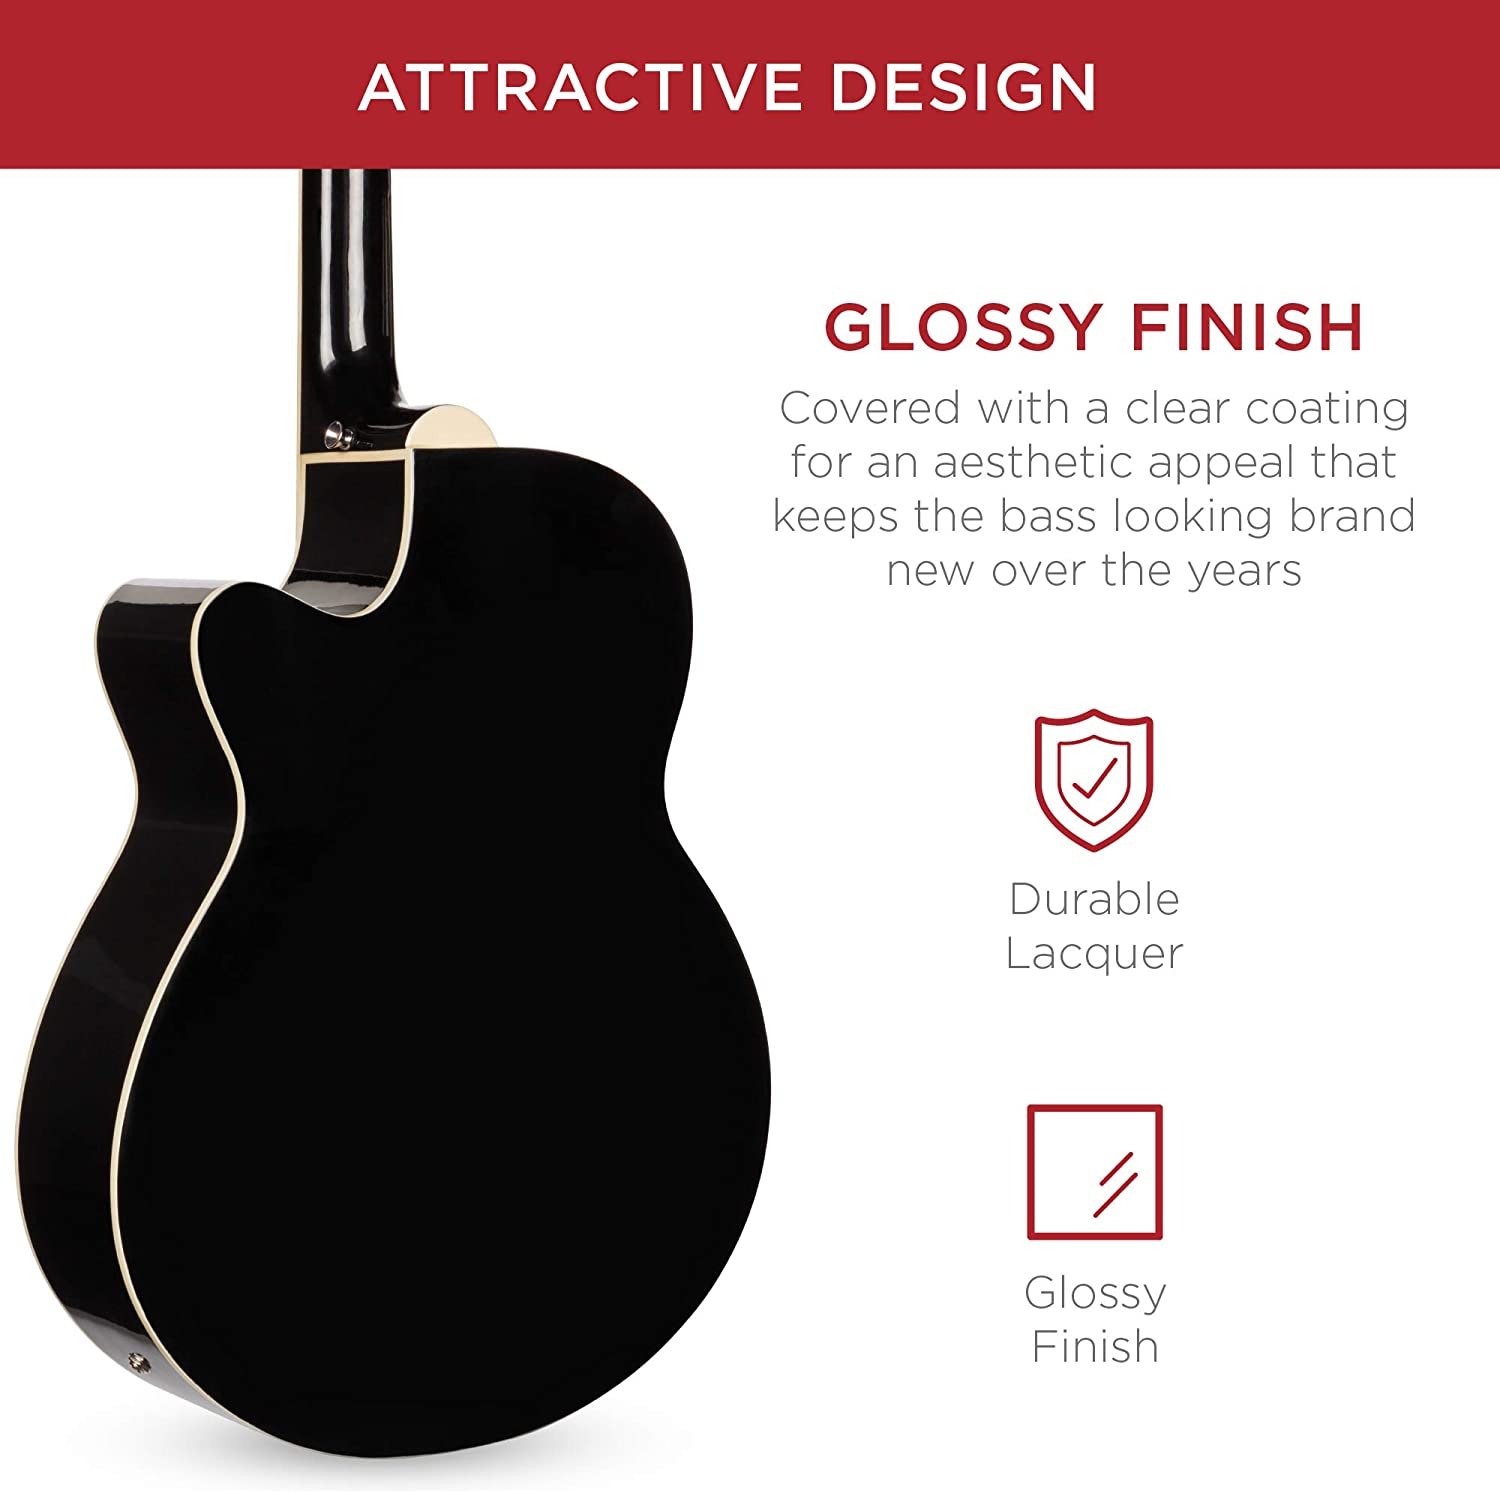 ATTRACTIVE DESIGN
GLOSSY FINISH
Covered with a clear coating
for an aesthetic appeal that
keeps the bass looking brand
new over the years
Durable
Lacquer
Glossy
Finish